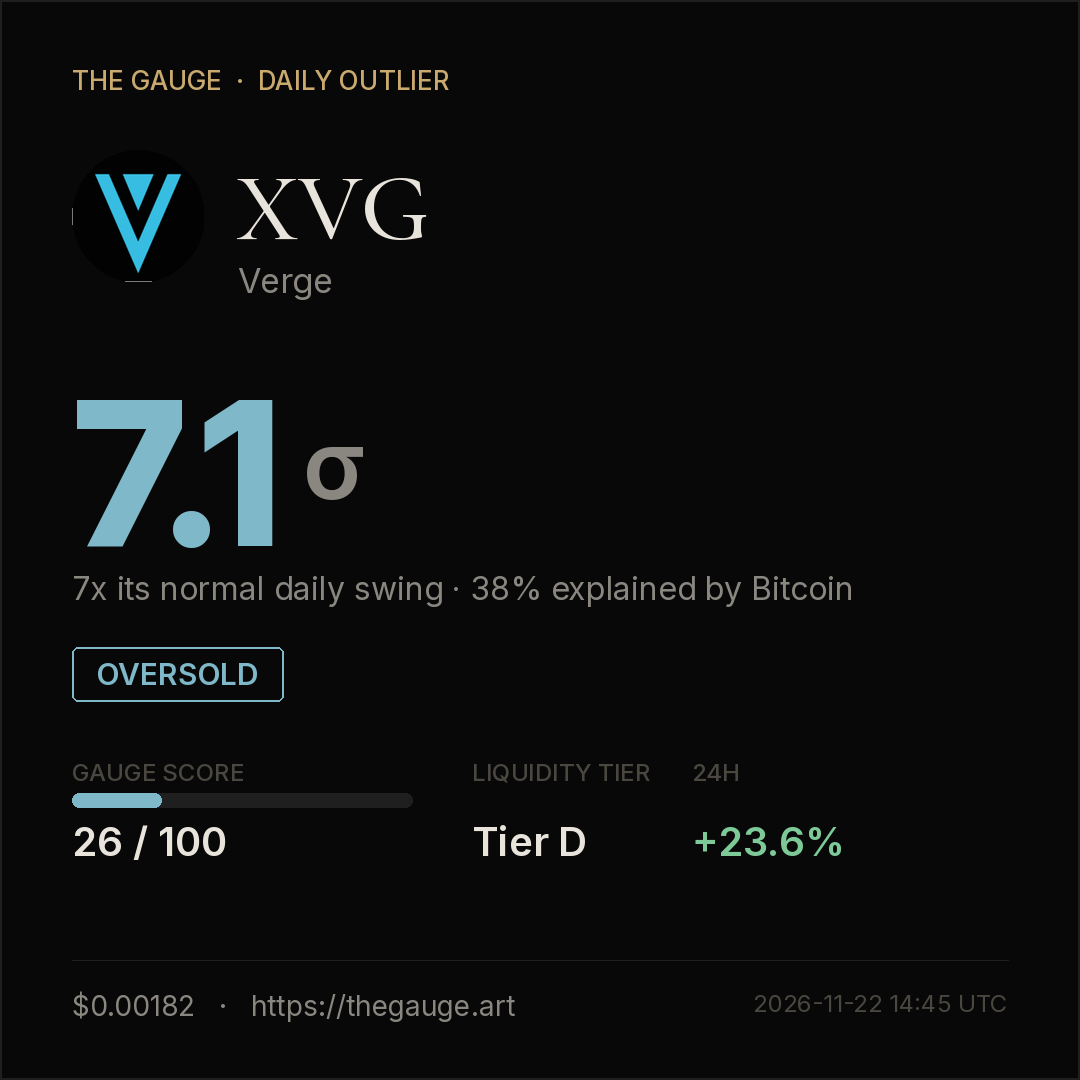 THE GAUGE · DAILY OUTLIER
XVG
Verge
7.1 σ
7x its normal daily swing · 38% explained by Bitcoin
OVERSOLD
GAUGE SCORE LIQUIDITY TIER 24H
26 / 100 Tier D +23.6%
$0.00182 · https://thegauge.art 2026-11-22 14:45 UTC